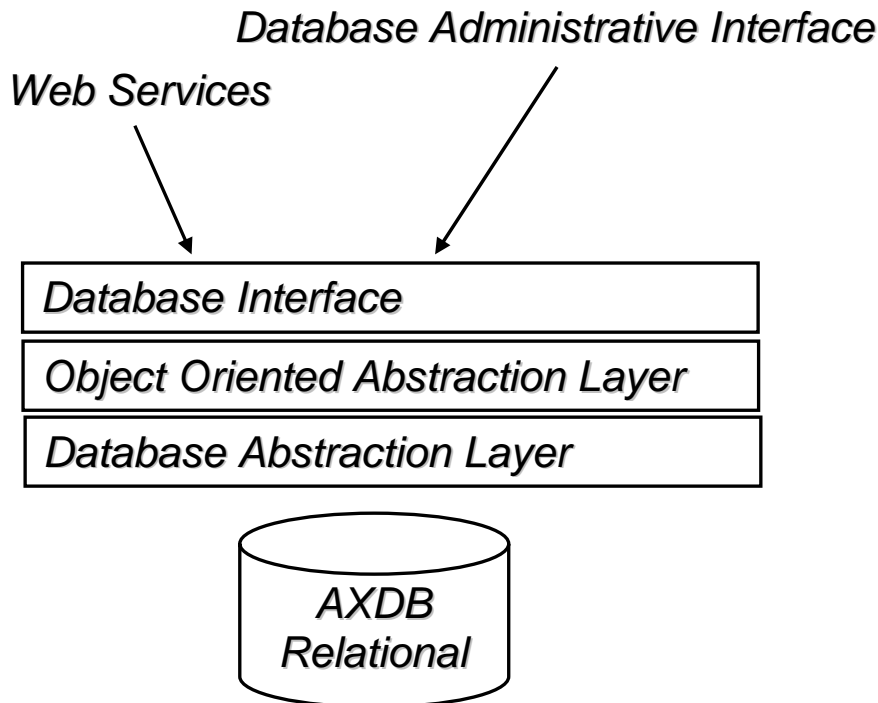 Database Administrative Interface
Web Services
Database Interface
Object Oriented Abstraction Layer
Database Abstraction Layer
AXDB
Relational